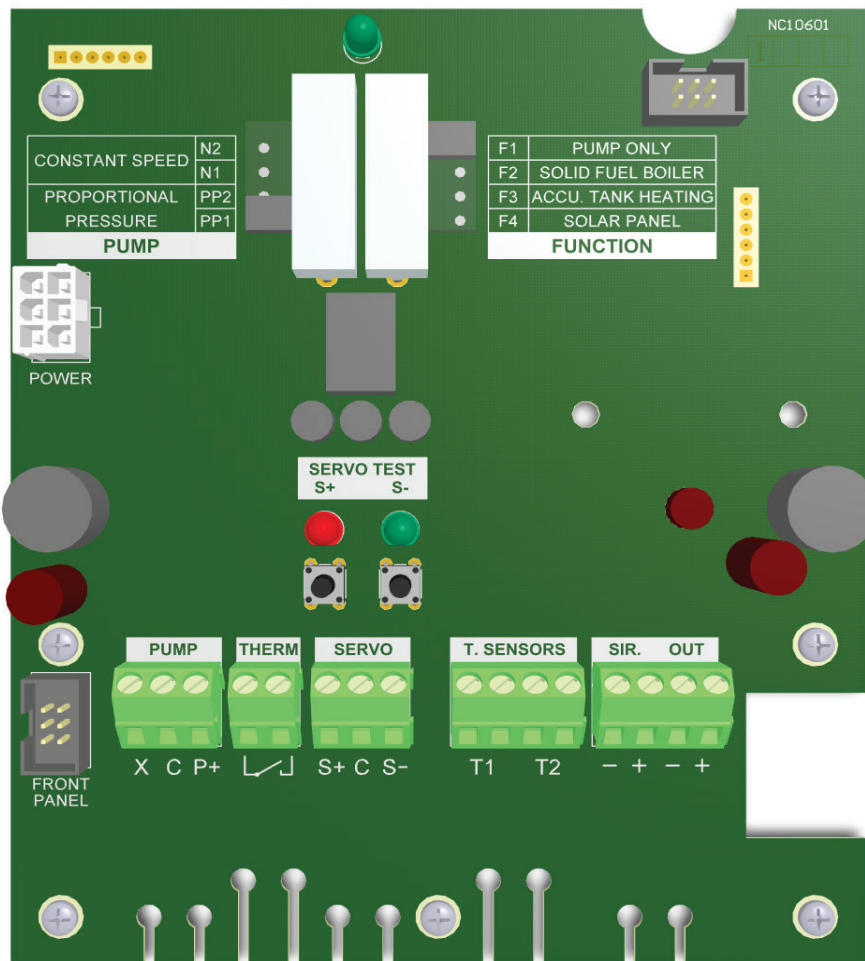 NC10601
CONSTANT SPEED N2
N1
PROPORTIONAL PP2
PRESSURE PP1
PUMP
F1 PUMP ONLY
F2 SOLID FUEL BOILER
F3 ACCU. TANK HEATING
F4 SOLAR PANEL
FUNCTION
POWER
SERVO TEST
S+ S-
PUMP THERM SERVO T. SENSORS SIR. OUT
X C P+ S+ C S- T1 T2 - + - +
FRONT
PANEL